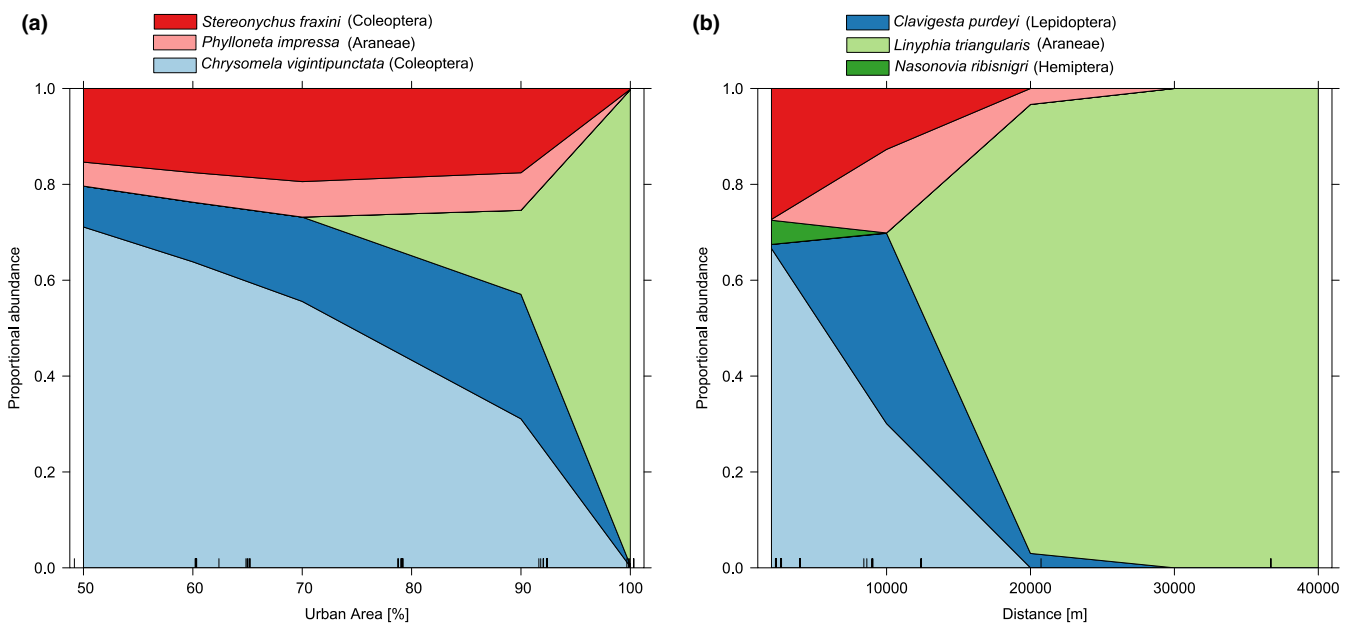 (a)
Stereonychus fraxini (Coleoptera)
Phylloneta impressa (Araneae)
Chrysomela vigintipunctata (Coleoptera)
1.0
0.8
0.6
0.4
0.2
0.0
Proportional abundance
50 60 70 80 90 100
Urban Area [%]
(b)
Clavigesta purdeyi (Lepidoptera)
Linyphia triangularis (Araneae)
Nasonovia ribisnigri (Hemiptera)
1.0
0.8
0.6
0.4
0.2
0.0
Proportional abundance
10000 20000 30000 40000
Distance [m]